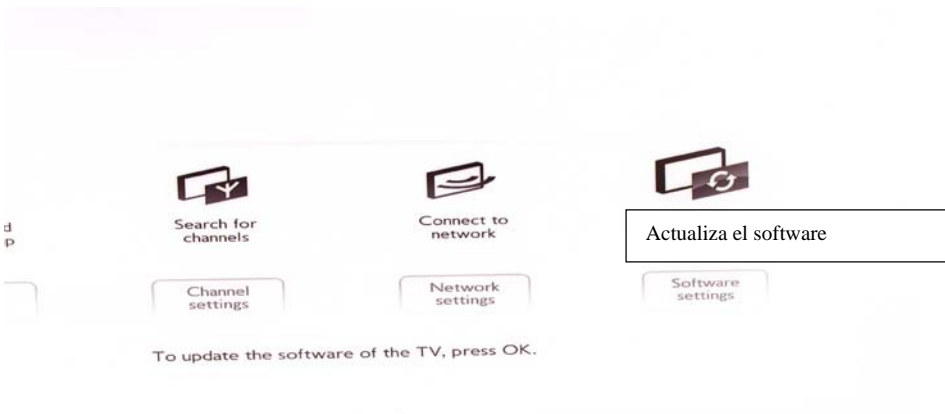 d
p
Search for
channels
Connect to
network
Actualiza el software
Channel
settings
Network
settings
Software
settings
To update the software of the TV, press OK.